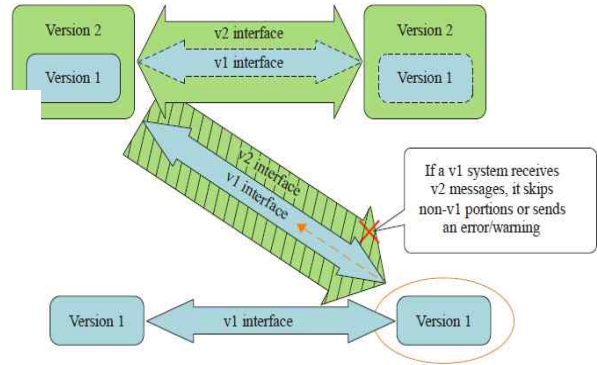 Version 2
Version 1
v2 interface
v1 interface
Version 2
Version 1
v2 interface
v1 interface
If a v1 system receives
v2 messages, it skips
non-v1 portions or sends
an error/warning
Version 1
v1 interface
Version 1